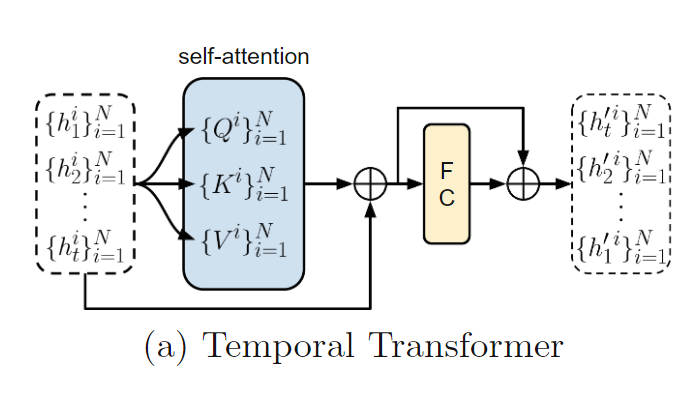 self-attention
{h_1^i}_{i=1}^N
{h_2^i}_{i=1}^N
⋮
{h_t^i}_{i=1}^N
{Q^i}_{i=1}^N
{K^i}_{i=1}^N
{V^i}_{i=1}^N
F
C
{h'_t^i}_{i=1}^N
{h'_2^i}_{i=1}^N
⋮
{h'_1^i}_{i=1}^N
(a) Temporal Transformer